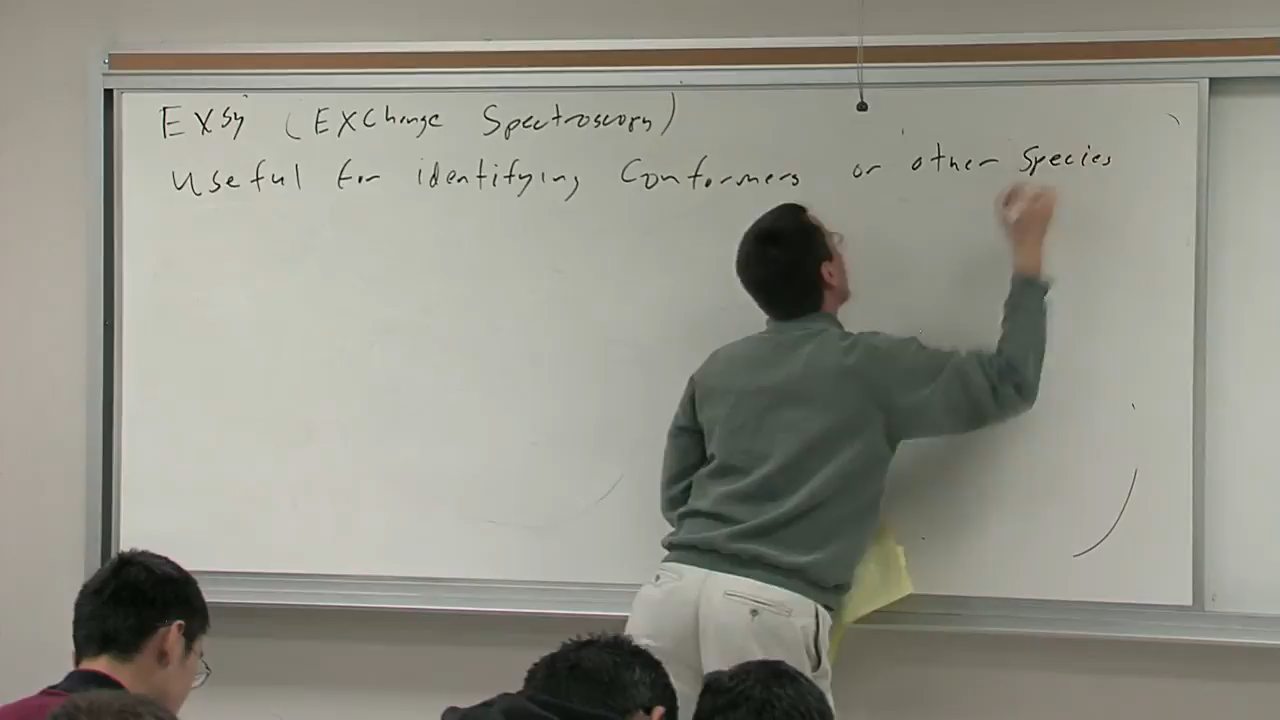 EXSY (EXChange Spectroscopy)
Useful for identifying Conformers or other Species